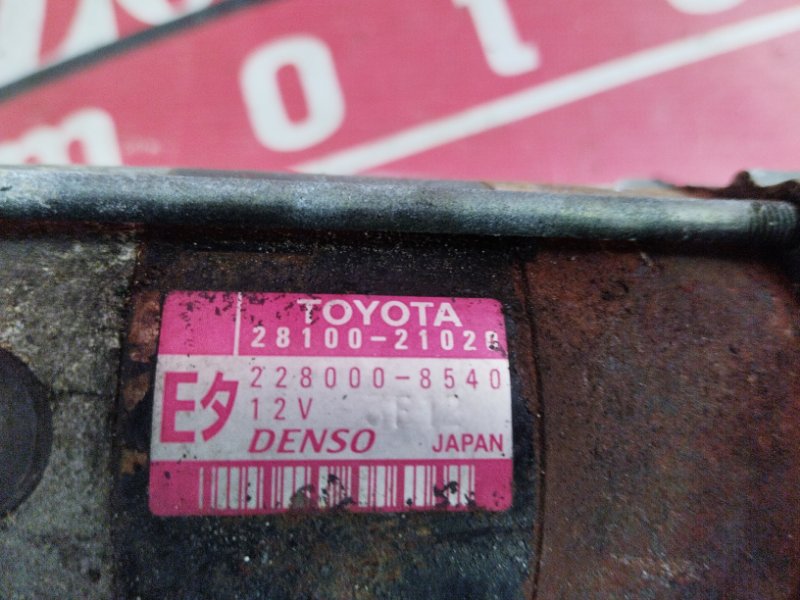 m o t o
TOYOTA
28100-21020
228000-8540
Eタ
12V
DENSO JAPAN